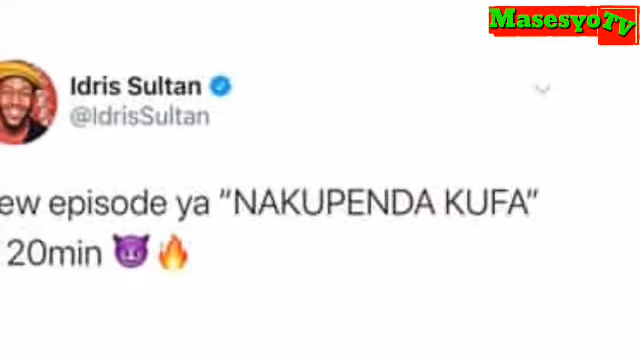 MasesyoTV
Idris Sultan
@IdrisSultan
ew episode ya "NAKUPENDA KUFA"
20min 😈🔥